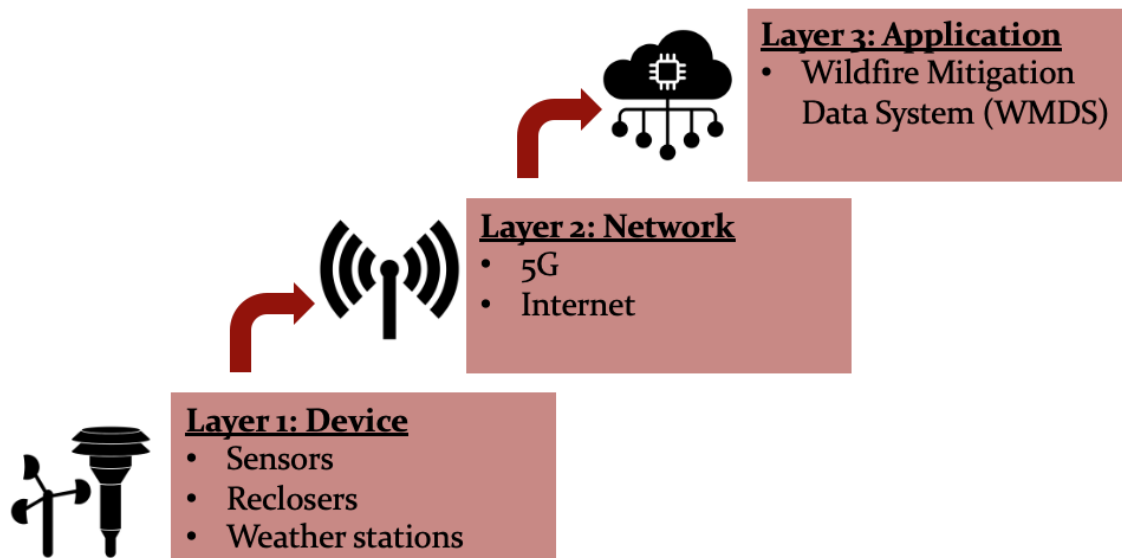 Layer 3: Application
• Wildfire Mitigation
Data System (WMDS)
Layer 2: Network
• 5G
• Internet
Layer 1: Device
• Sensors
• Reclosers
• Weather stations